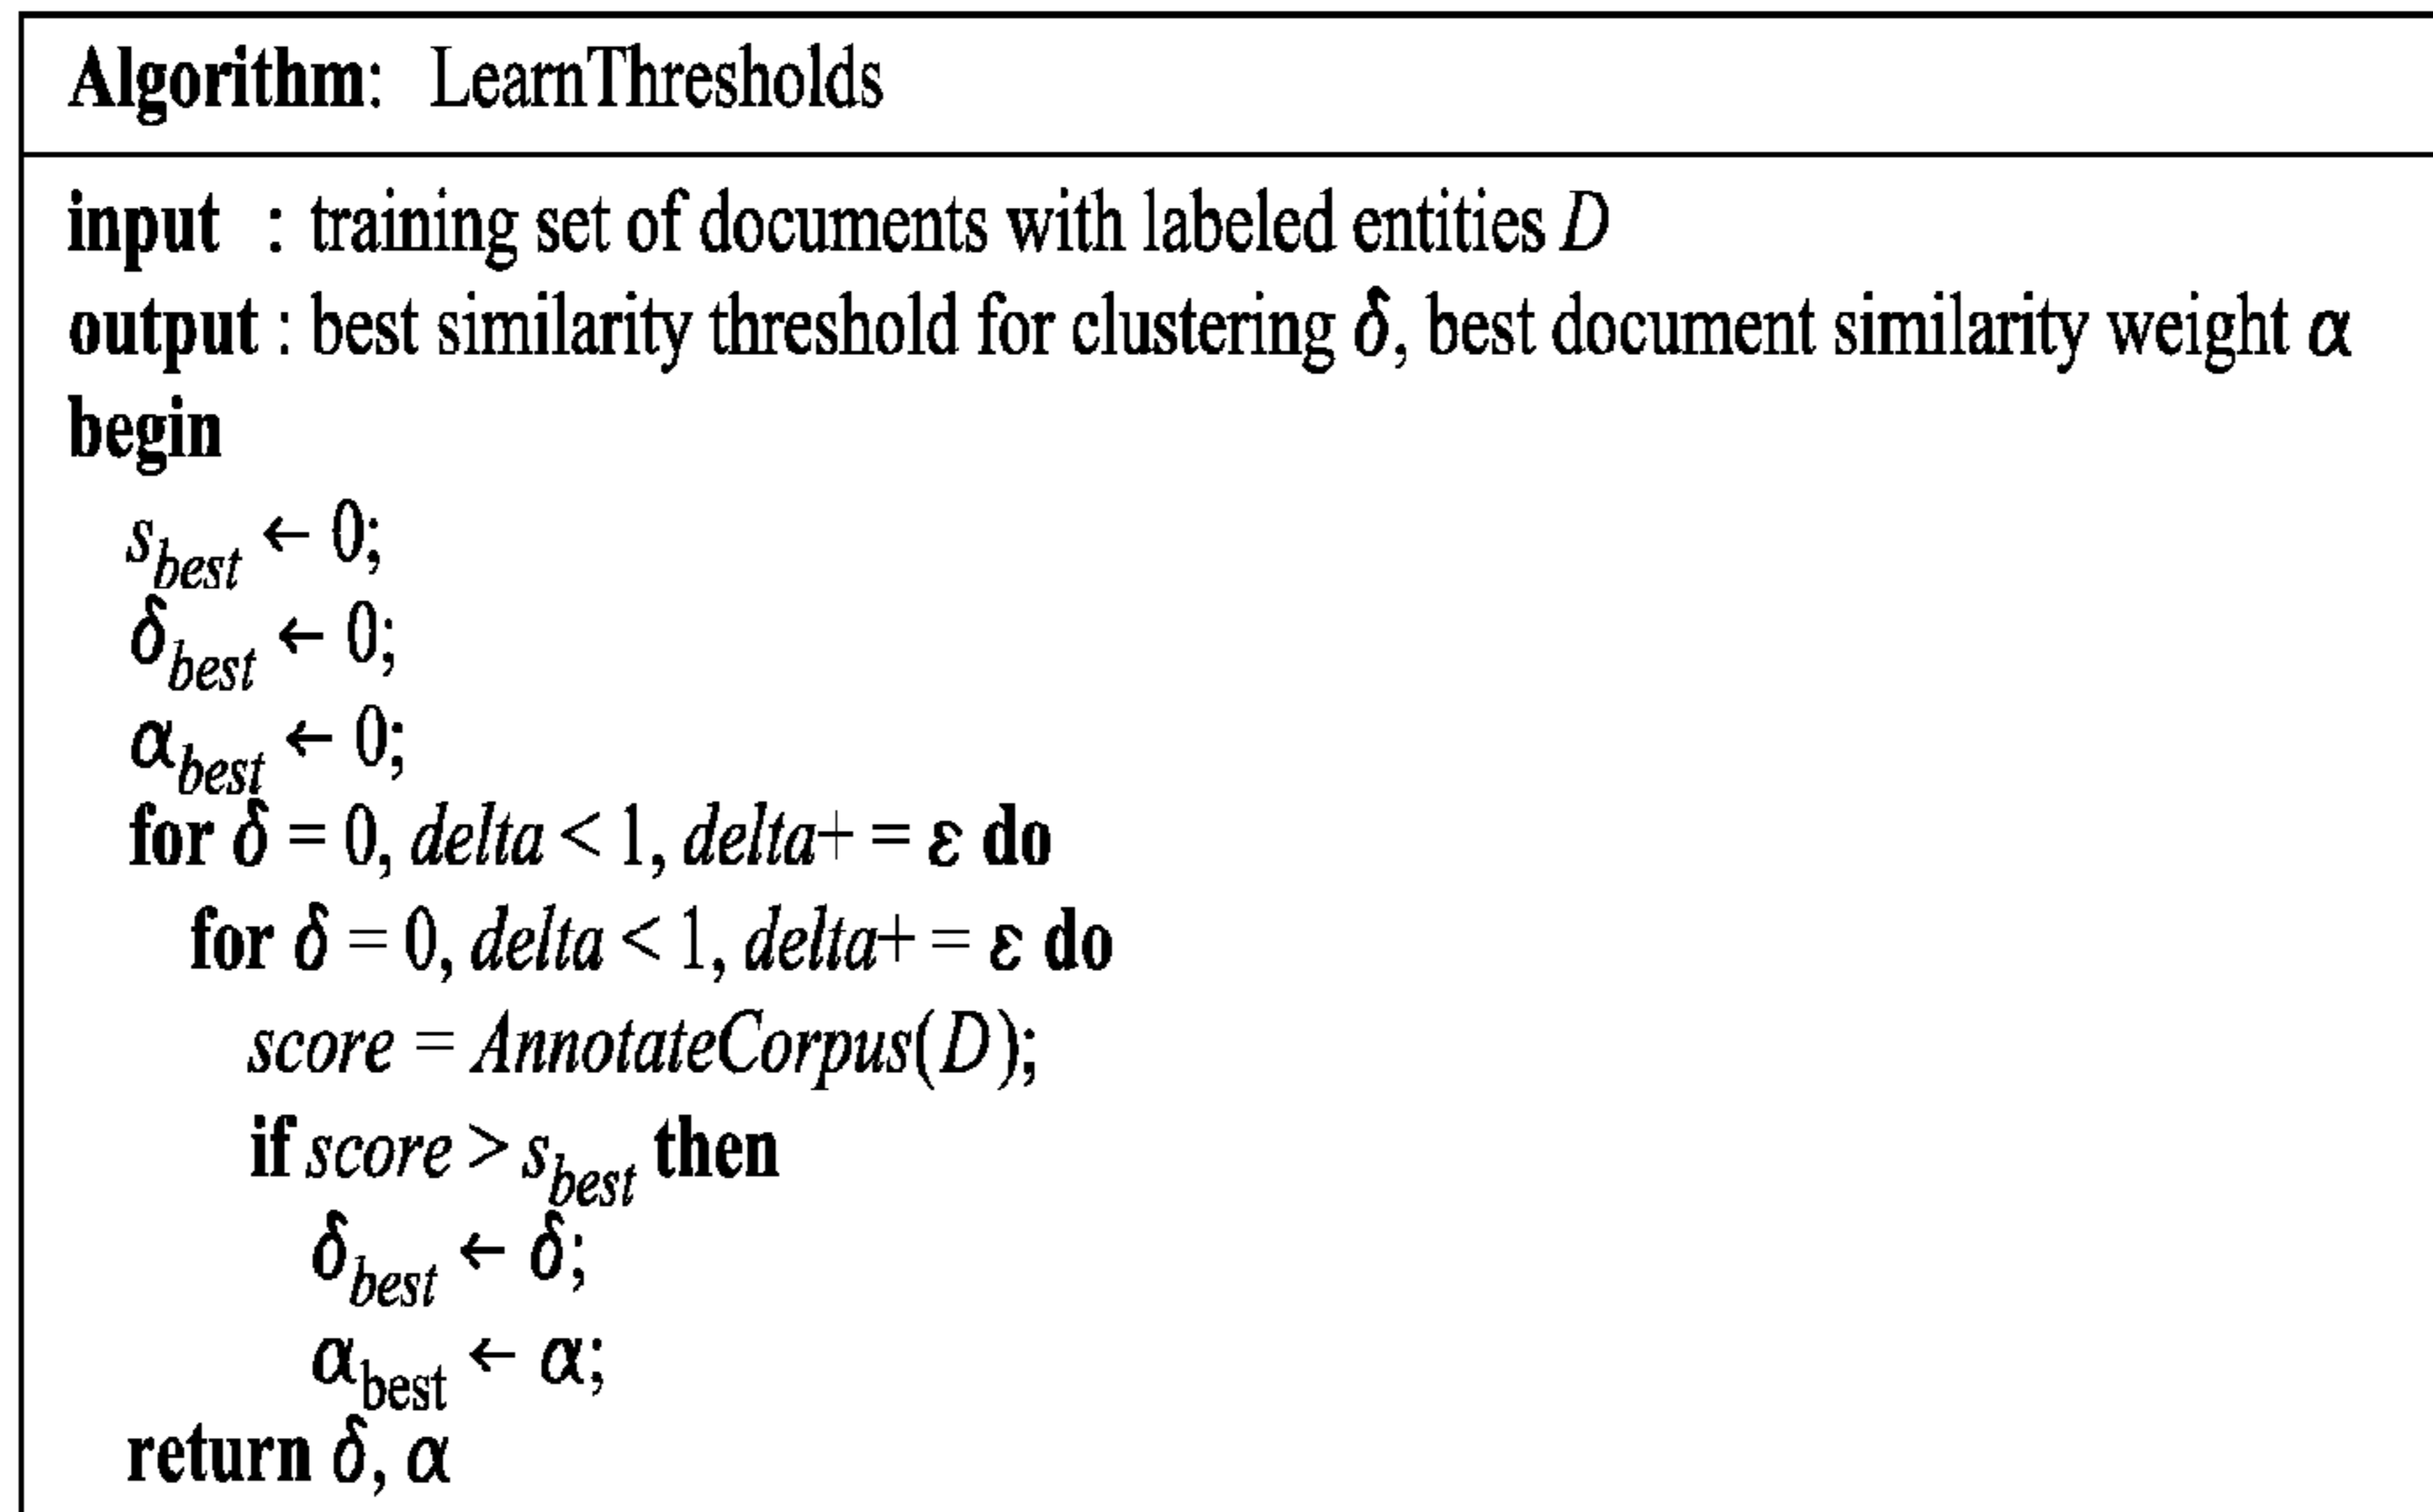 Algorithm: LearnThresholds
input : training set of documents with labeled entities D
output : best similarity threshold for clustering δ, best document similarity weight α
begin
s_best ← 0;
δ_best ← 0;
α_best ← 0;
for δ = 0, delta < 1, delta+ = ε do
for δ = 0, delta < 1, delta+ = ε do
score = AnnotateCorpus(D);
if score > s_best then
δ_best ← δ;
α_best ← α;
return δ, α